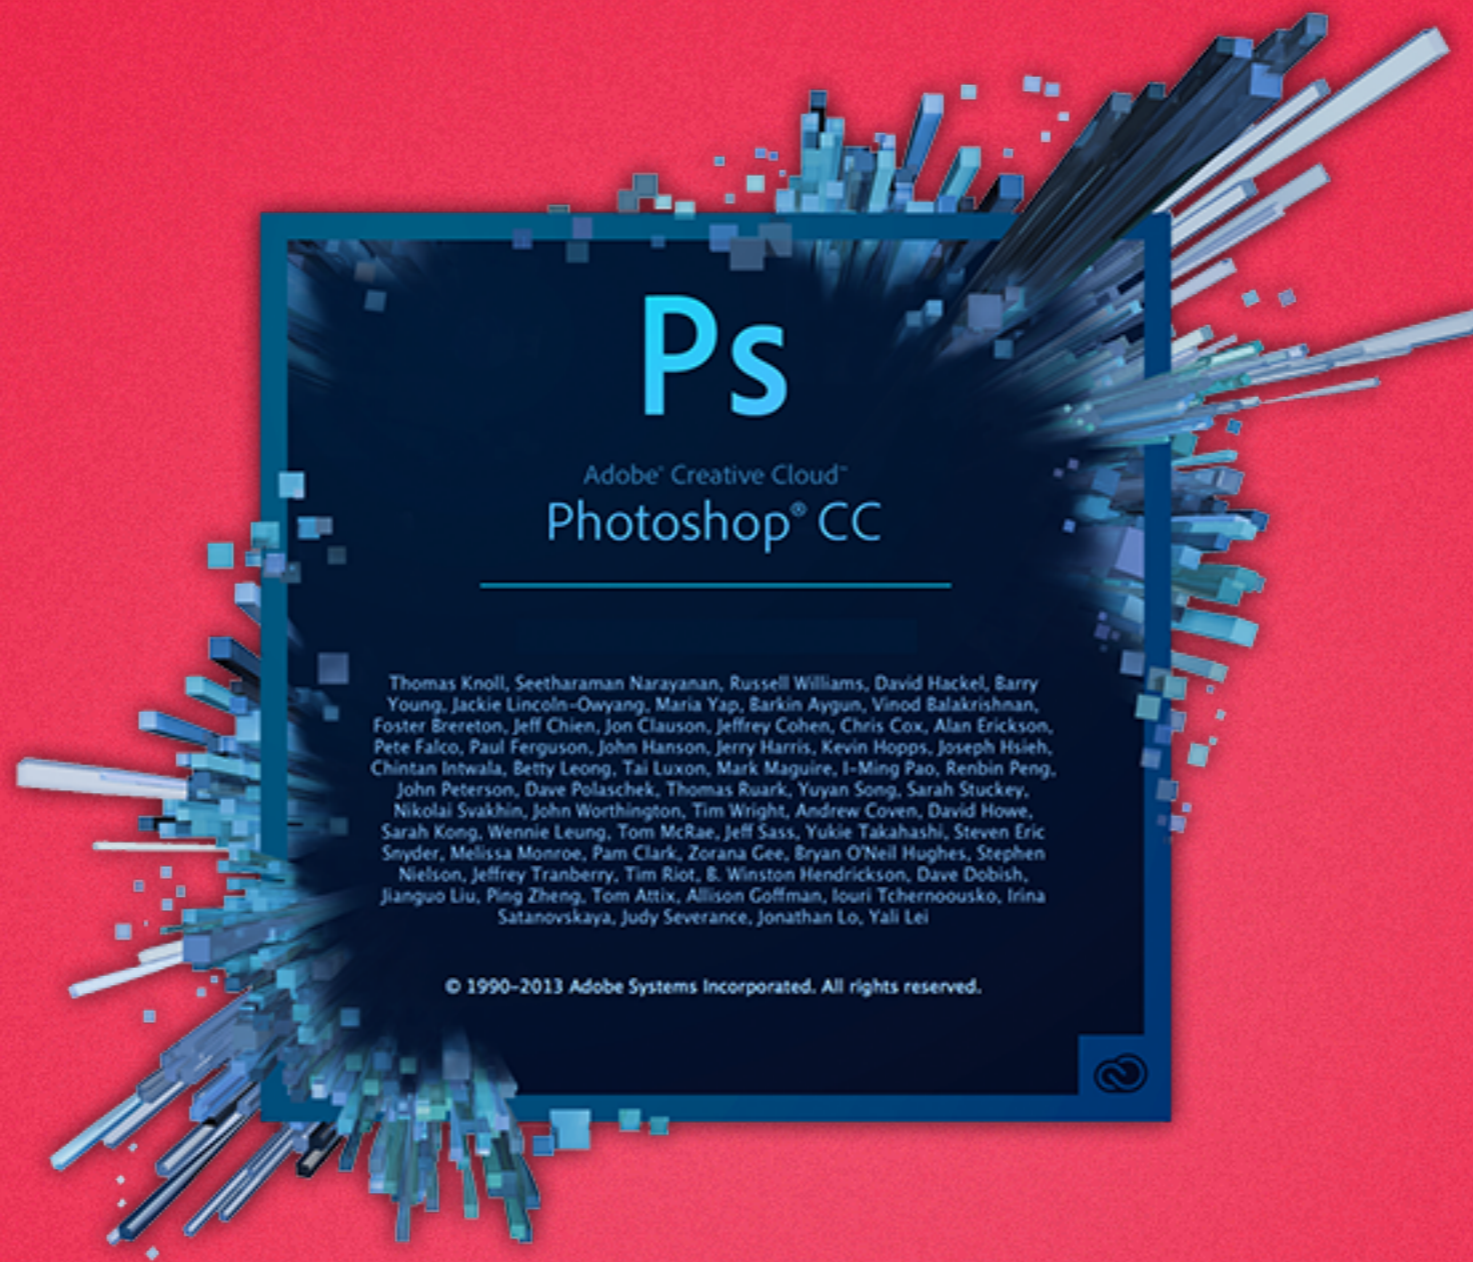 Ps
Adobe® Creative Cloud™
Photoshop® CC
Thomas Knoll, Seetharaman Narayanan, Russell Williams, David Hackel, Barry
Young, Jackie Lincoln-Owyang, Maria Yap, Barkin Aygun, Vinod Balakrishnan,
Foster Brereton, Jeff Chien, Jon Clauson, Jeffrey Cohen, Chris Cox, Alan Erickson,
Pete Falco, Paul Ferguson, John Hanson, Jerry Harris, Kevin Hopps, Joseph Hsieh,
Chintan Intwala, Betty Leong, Tai Luxon, Mark Maguire, I-Ming Pao, Renbin Peng,
John Peterson, Dave Polaschek, Thomas Ruark, Yuyan Song, Sarah Stuckey,
Nikolai Svakhin, John Worthington, Tim Wright, Andrew Coven, David Howe,
Sarah Kong, Wennie Leung, Tom McRae, Jeff Sass, Yukie Takahashi, Steven Eric
Snyder, Melissa Monroe, Pam Clark, Zorana Gee, Bryan O'Neil Hughes, Stephen
Nielson, Jeffrey Tranberry, Tim Riot, B. Winston Hendrickson, Dave Dobish,
Jianguo Liu, Ping Zheng, Tom Attix, Allison Goffman, Iouri Tchernoousko, Irina
Satanovskaya, Judy Severance, Jonathan Lo, Yali Lei
© 1990-2013 Adobe Systems Incorporated. All rights reserved.